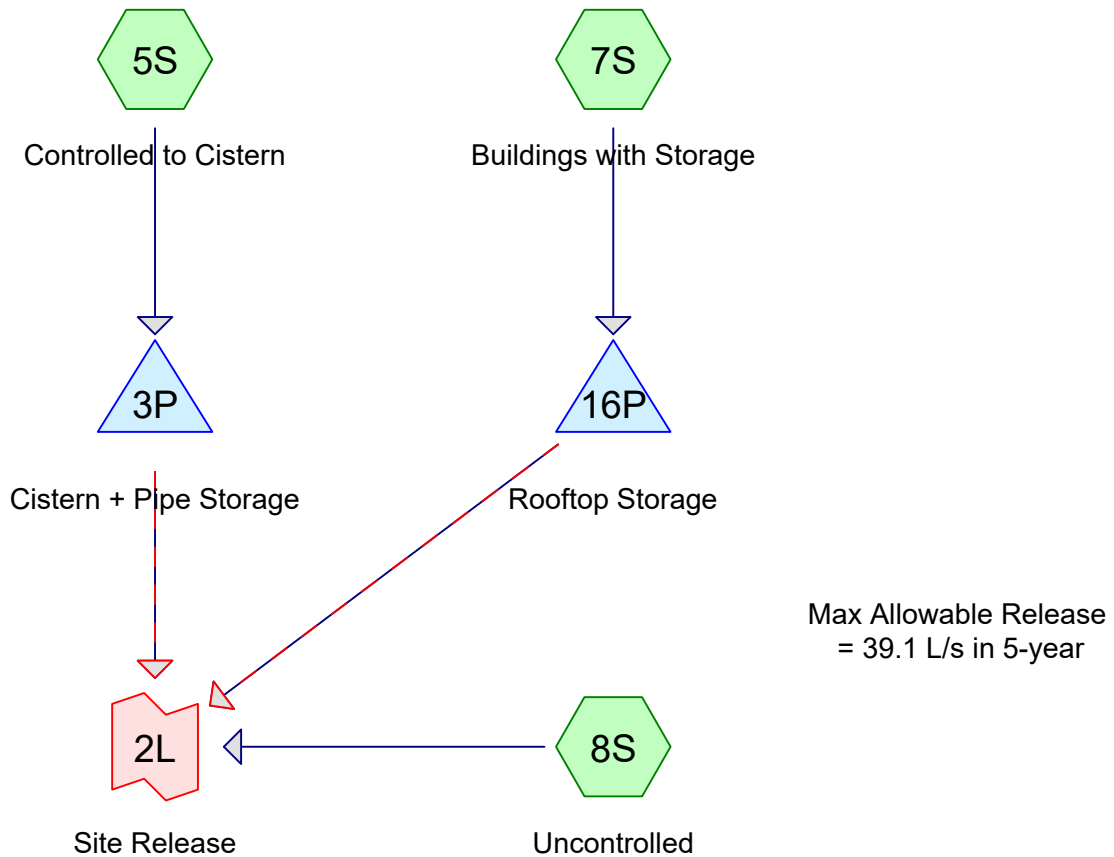 5S
7S
Controlled to Cistern
Buildings with Storage
3P
16P
Cistern + Pipe Storage
Rooftop Storage
Max Allowable Release
= 39.1 L/s in 5-year
2L
8S
Site Release
Uncontrolled